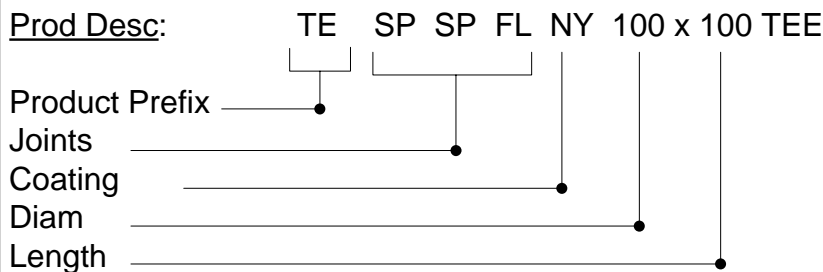 Prod Desc: TE SP SP FL NY 100 x 100 TEE
Product Prefix
Joints
Coating
Diam
Length